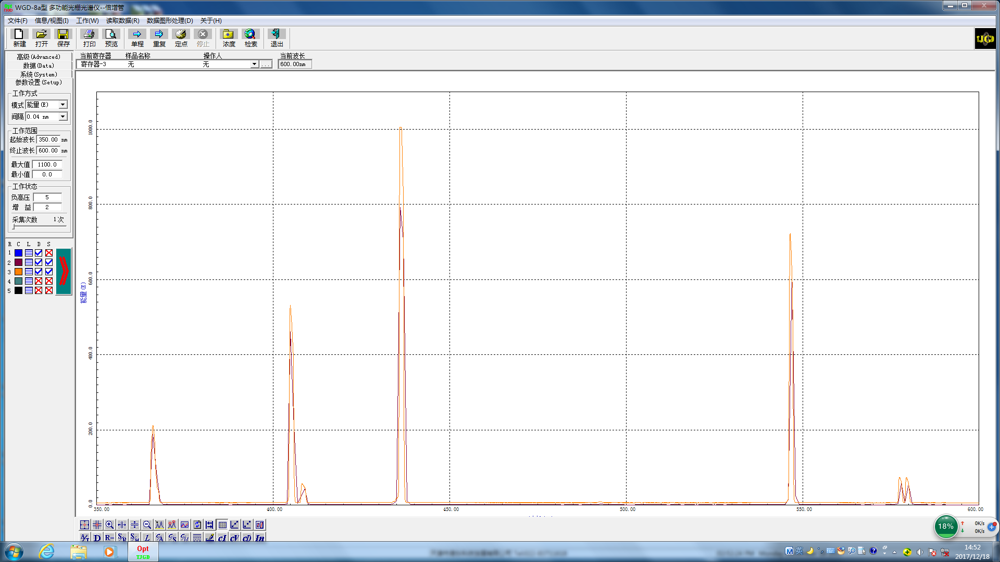 WGD-8a型 多功能光栅光谱仪--倍增管
文件(F) 信息/视图(I) 工作(W) 读取数据(R) 数据图形处理(D) 关于(H)
新建 打开 保存 打印 预览 单程 重复 定点 停止 浓度 检索 退出
TJGD
高级(Advanced)
数据(Data)
系统(System)
参数设置(Setup)
当前寄存器 样品名称 操作人 当前波长
寄存器-3 无 无 ... 600.00nm
工作方式
模式 能量(E)
间隔 0.04 nm
工作范围
起始波长 350.00 nm
终止波长 600.00 nm
最大值 1100.0
最小值 0.0
工作状态
负高压 5
增 益 2
采集次数 1次
R C L D S
1
2
3
4
5
1000.0
800.0
600.0
400.0
200.0
0.0
能量(E)
350.00 400.00 450.00 500.00 550.00 600.00
A/T D R= S/R S/H L C/A C/S C/H cJ cV cD In
18% 0K/s
0K/s
Opt
TJGD
M 英
14:52
2017/12/18